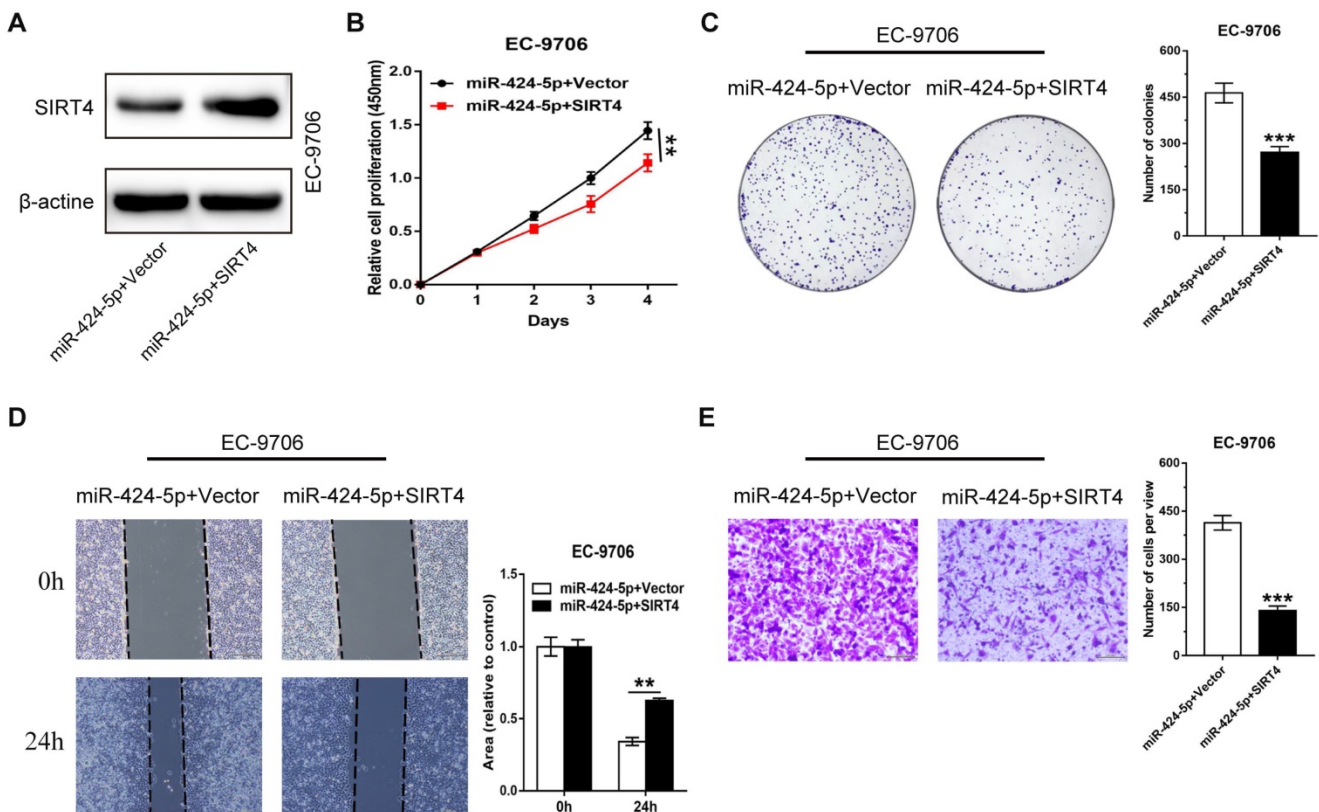 A
SIRT4
β-actine
EC-9706
miR-424-5p+Vector
miR-424-5p+SIRT4
B
EC-9706
miR-424-5p+Vector
miR-424-5p+SIRT4
**
Relative cell proliferation (450nm)
2.0
1.5
1.0
0.5
0.0
0 1 2 3 4
Days
C
EC-9706
miR-424-5p+Vector miR-424-5p+SIRT4
EC-9706
Number of colonies
600
450
300
150
0
***
miR-424-5p+Vector
miR-424-5p+SIRT4
D
EC-9706
miR-424-5p+Vector miR-424-5p+SIRT4
0h
24h
EC-9706
miR-424-5p+Vector
miR-424-5p+SIRT4
Area (relative to control)
1.5
1.0
0.5
0.0
**
0h 24h
E
EC-9706
miR-424-5p+Vector miR-424-5p+SIRT4
EC-9706
Number of cells per view
600
450
300
150
0
***
miR-424-5p+Vector
miR-424-5p+SIRT4